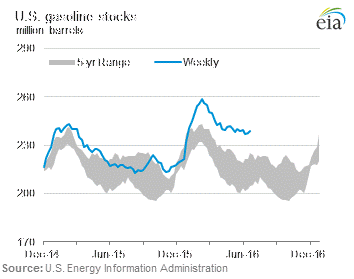 U.S. gasoline stocks
million barrels
eia
290
5-yr Range
Weekly
260
230
200
170
Dec-14
Jun-15
Dec-15
Jun-16
Dec-16
Source: U.S. Energy Information Administration